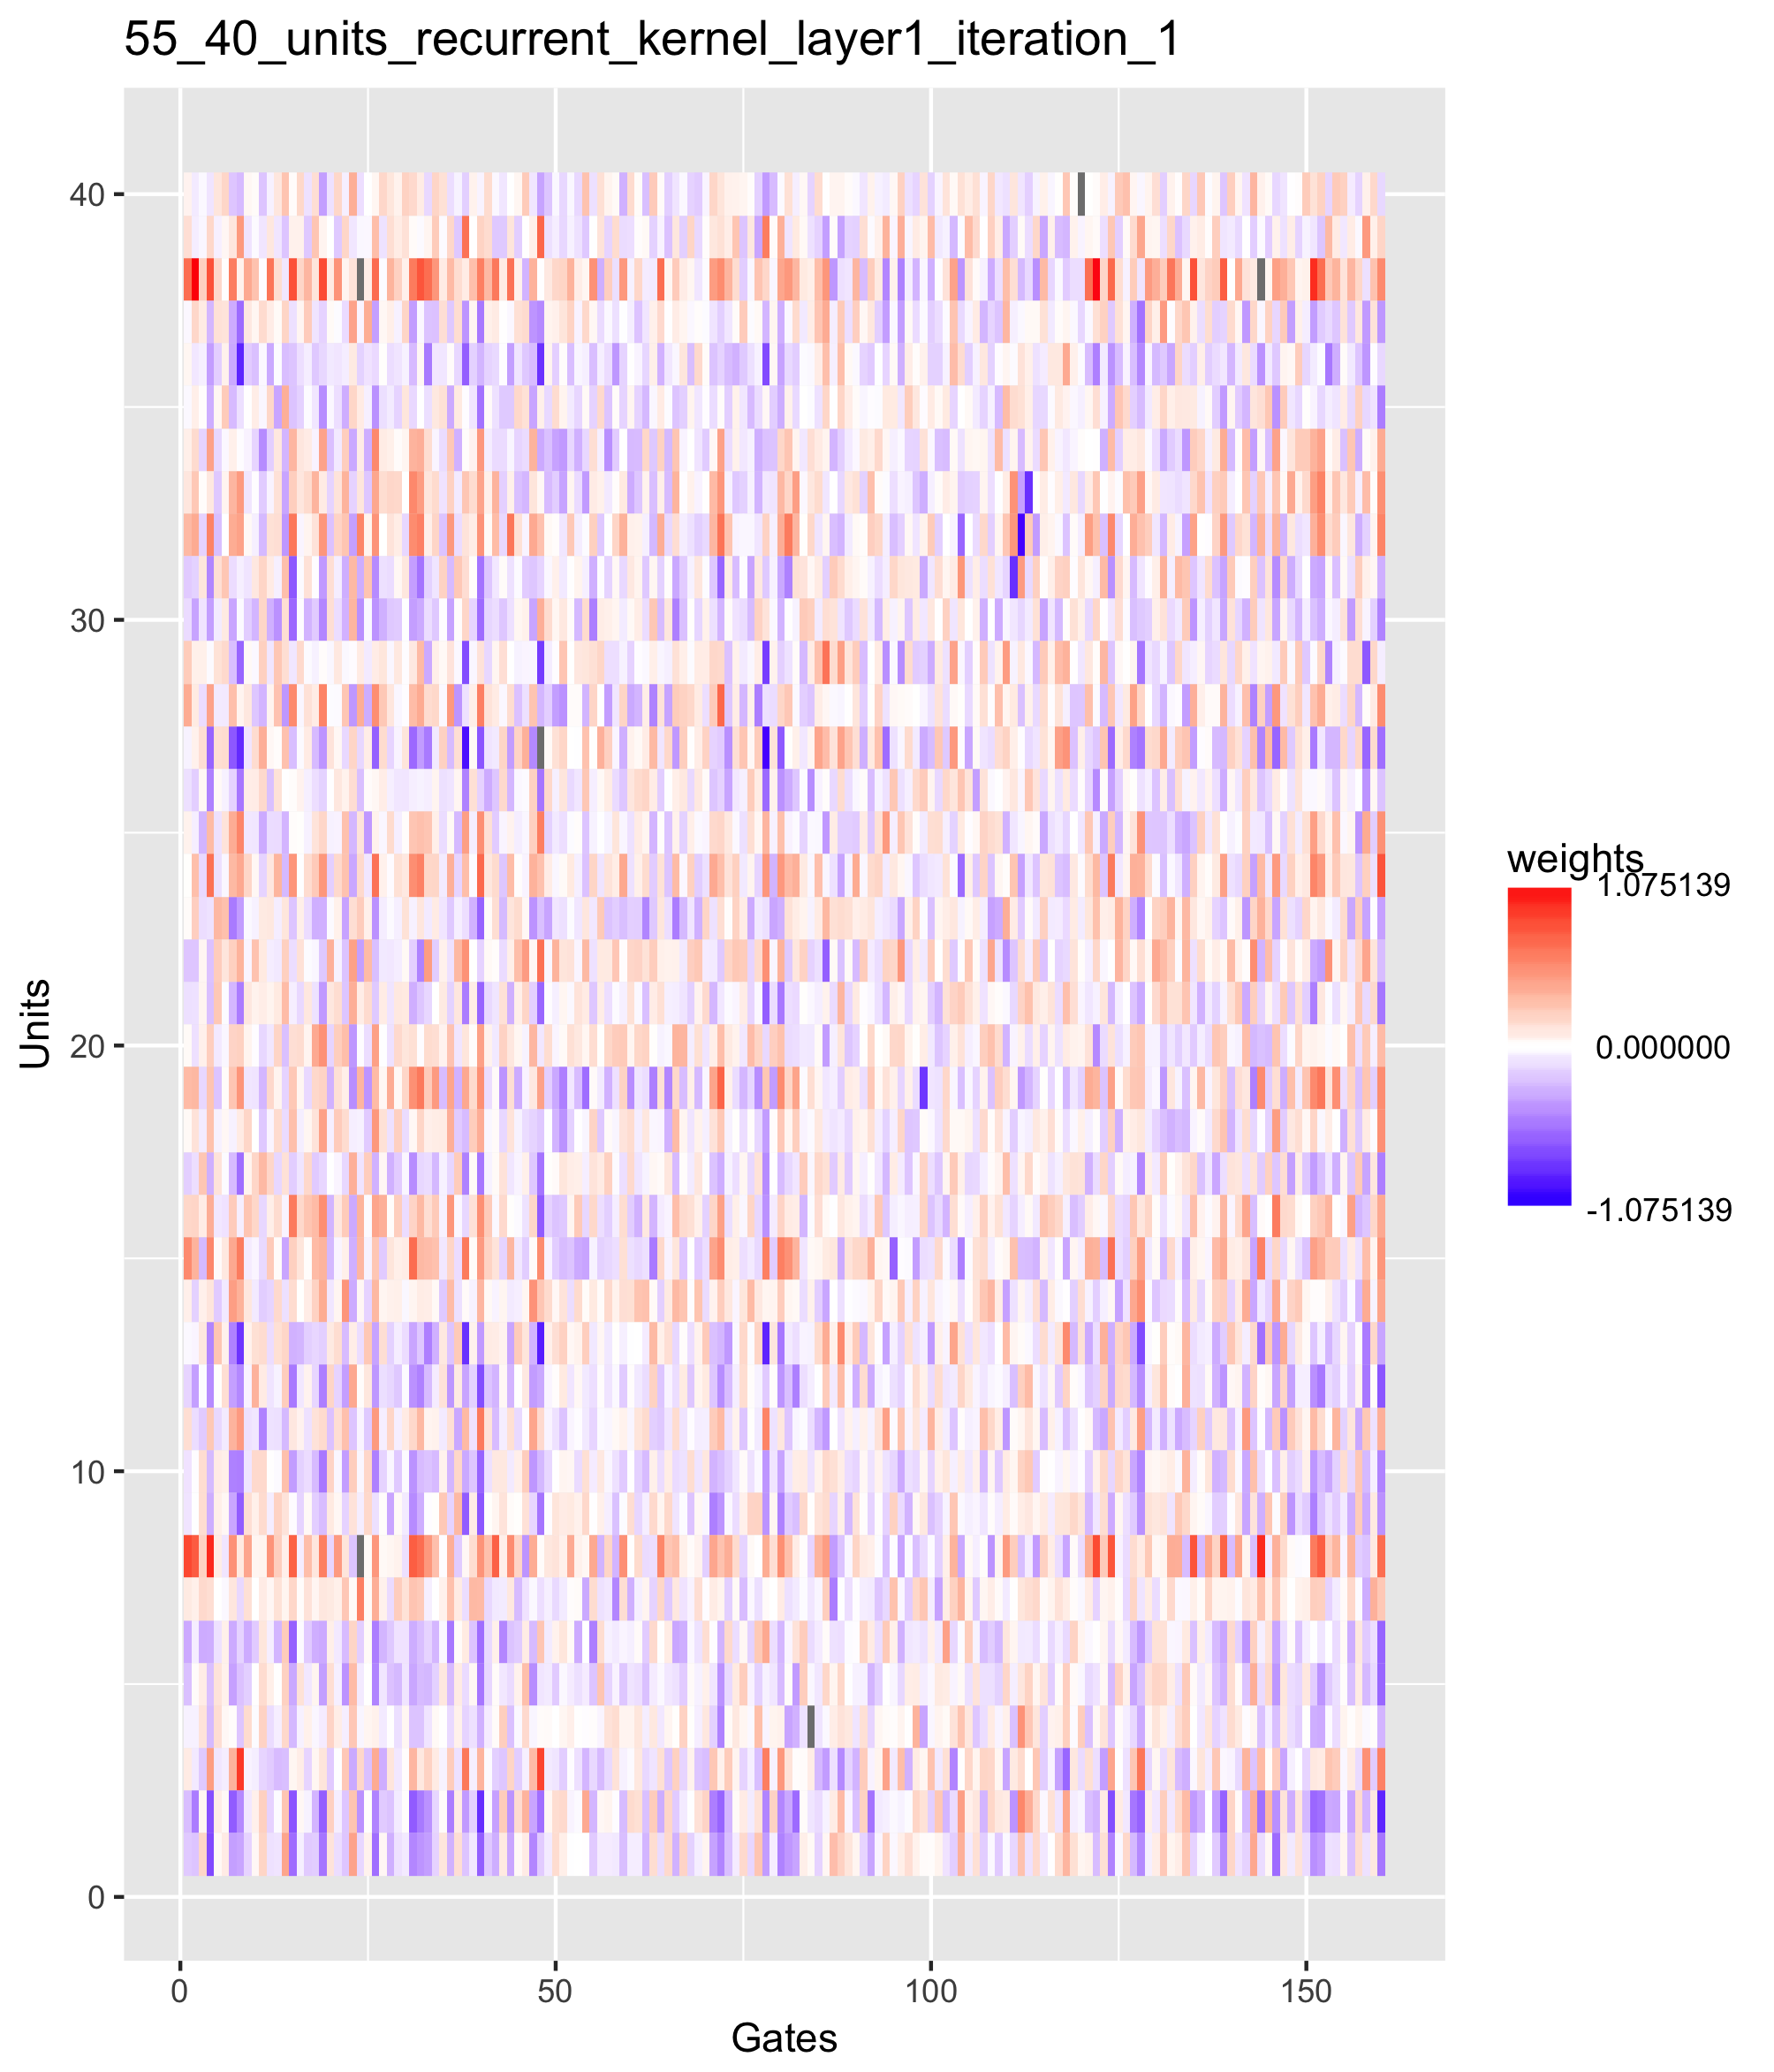 55_40_units_recurrent_kernel_layer1_iteration_1
40
30
20
10
0
Units
0 50 100 150
Gates
weights
1.075139
0.000000
-1.075139